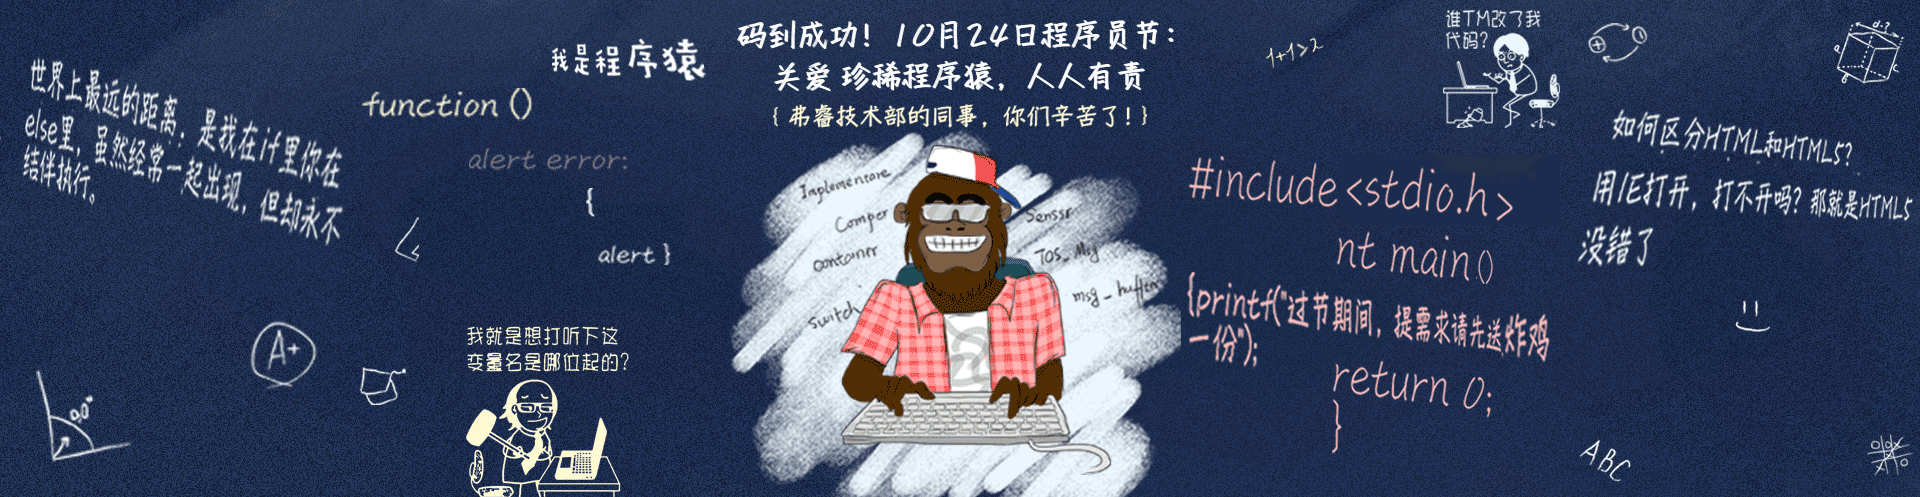 世界上最远的距离：是我在if里你在
else里，虽然经常一起出现，但却永不
结伴执行。
function ()
alert error:
{
alert }
我是程序猿
码到成功！10月24日程序员节：
关爱 珍稀程序猿，人人有责
{ 弗睿技术部的同事，你们辛苦了！}
Implementare
Comper
container
switch
Senssr
TOS_Msg
msg_buffer
1+1>2
谁TM改了我
代码？
d.?
如何区分HTML和HTML5?
用IE打开，打不开吗？那就是HTML5
没错了
#include<stdio.h>
nt main()
{printf("过节期间，提需求请先送炸鸡
一份");
return 0;
}
A+
我就是想打听下这
变量名是哪位起的？
ABC